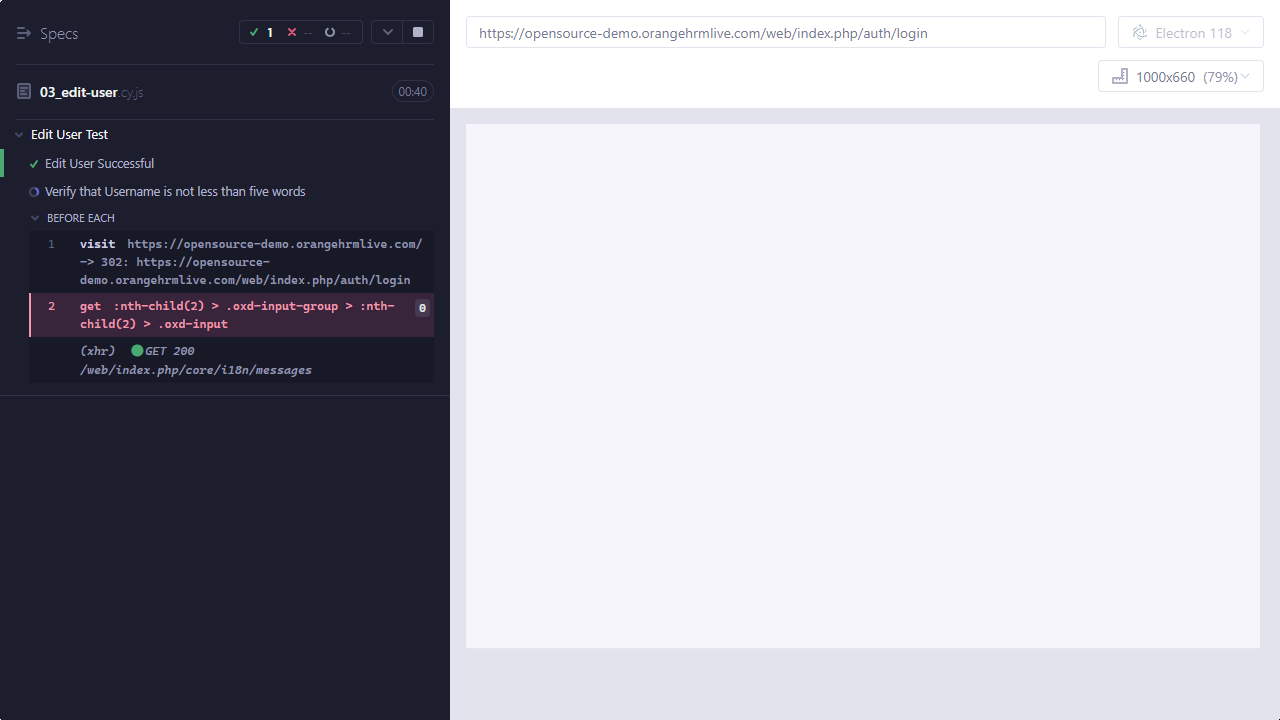 Specs
1 -- --
03_edit-user.cy.js 00:40
Edit User Test
Edit User Successful
Verify that Username is not less than five words
BEFORE EACH
1 visit https://opensource-demo.orangehrmlive.com/
-> 302: https://opensource-
demo.orangehrmlive.com/web/index.php/auth/login
2 get :nth-child(2) > .oxd-input-group > :nth- 0
child(2) > .oxd-input
(xhr) GET 200
/web/index.php/core/i18n/messages
https://opensource-demo.orangehrmlive.com/web/index.php/auth/login
Electron 118
1000x660 (79%)